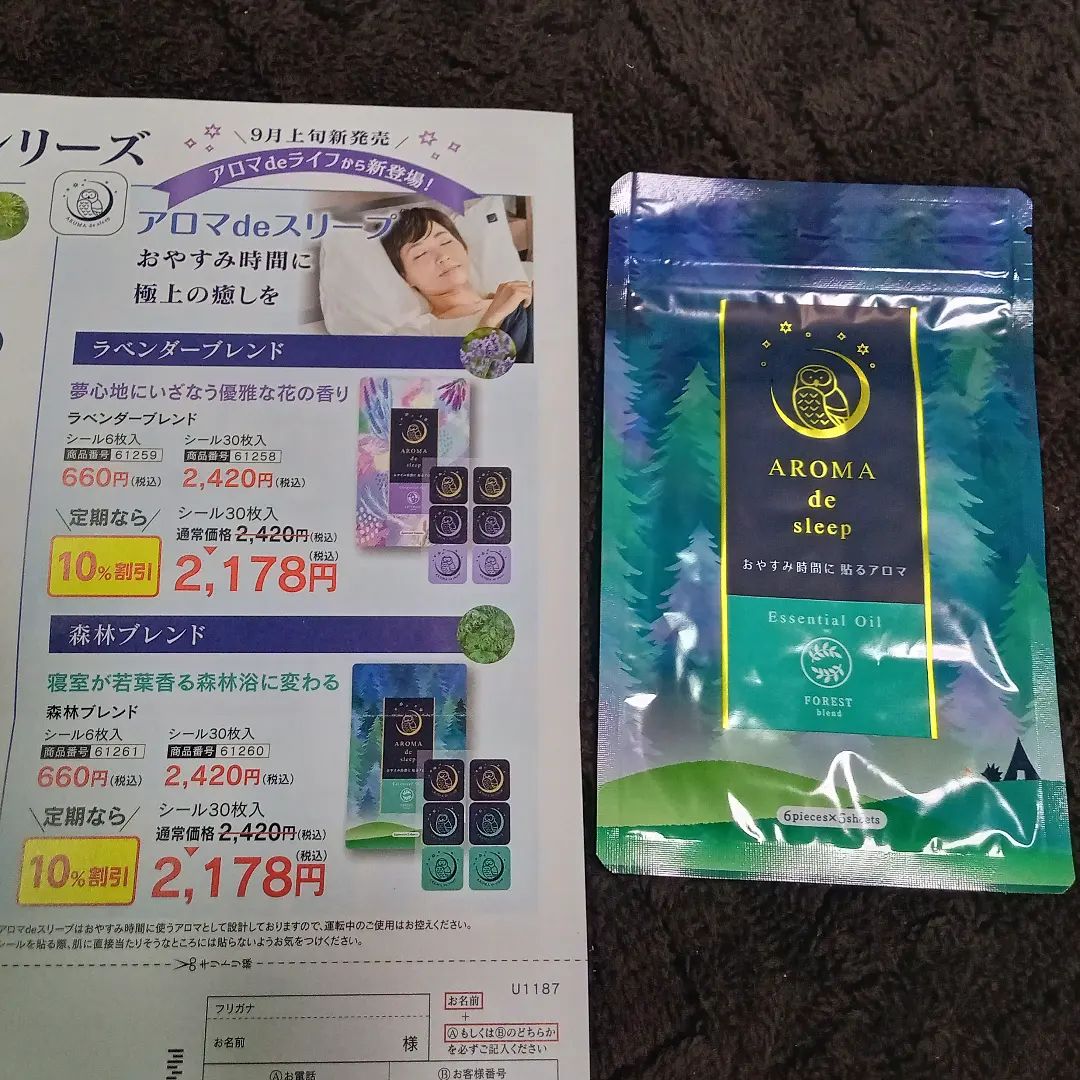 シリーズ
9月上旬新発売
アロマdeライフから新登場!
AROMA de sleep
アロマdeスリープ
おやすみ時間に
極上の癒しを
ラベンダーブレンド
夢心地にいざなう優雅な花の香り
ラベンダーブレンド
シール6枚入 シール30枚入
商品番号 61259 商品番号 61258
660円(税込) 2,420円(税込)
定期なら
10%割引
シール30枚入
通常価格 2,420円(税込)
2,178円(税込)
AROMA
de
sleep
森林ブレンド
寝室が若葉香る森林浴に変わる
森林ブレンド
シール6枚入 シール30枚入
商品番号 61261 商品番号 61260
660円(税込) 2,420円(税込)
定期なら
10%割引
シール30枚入
通常価格 2,420円(税込)
2,178円(税込)
AROMA
de
sleep
アロマdeスリープはおやすみ時間に使うアロマとして設計しておりますので、運転中のご使用はお控えください。
シールを貼る際、肌に直接当たりそうなところには貼らないようお気をつけください。
キリトリ線
U1187
フリガナ
お名前 様
お名前
+
Ⓐもしくはⓑのどちらか
を必ずご記入ください
Ⓐお電話
Ⓑお客様番号
AROMA
de
sleep
おやすみ時間に 貼るアロマ
Essential Oil
FOREST
blend
6pieces×5sheets